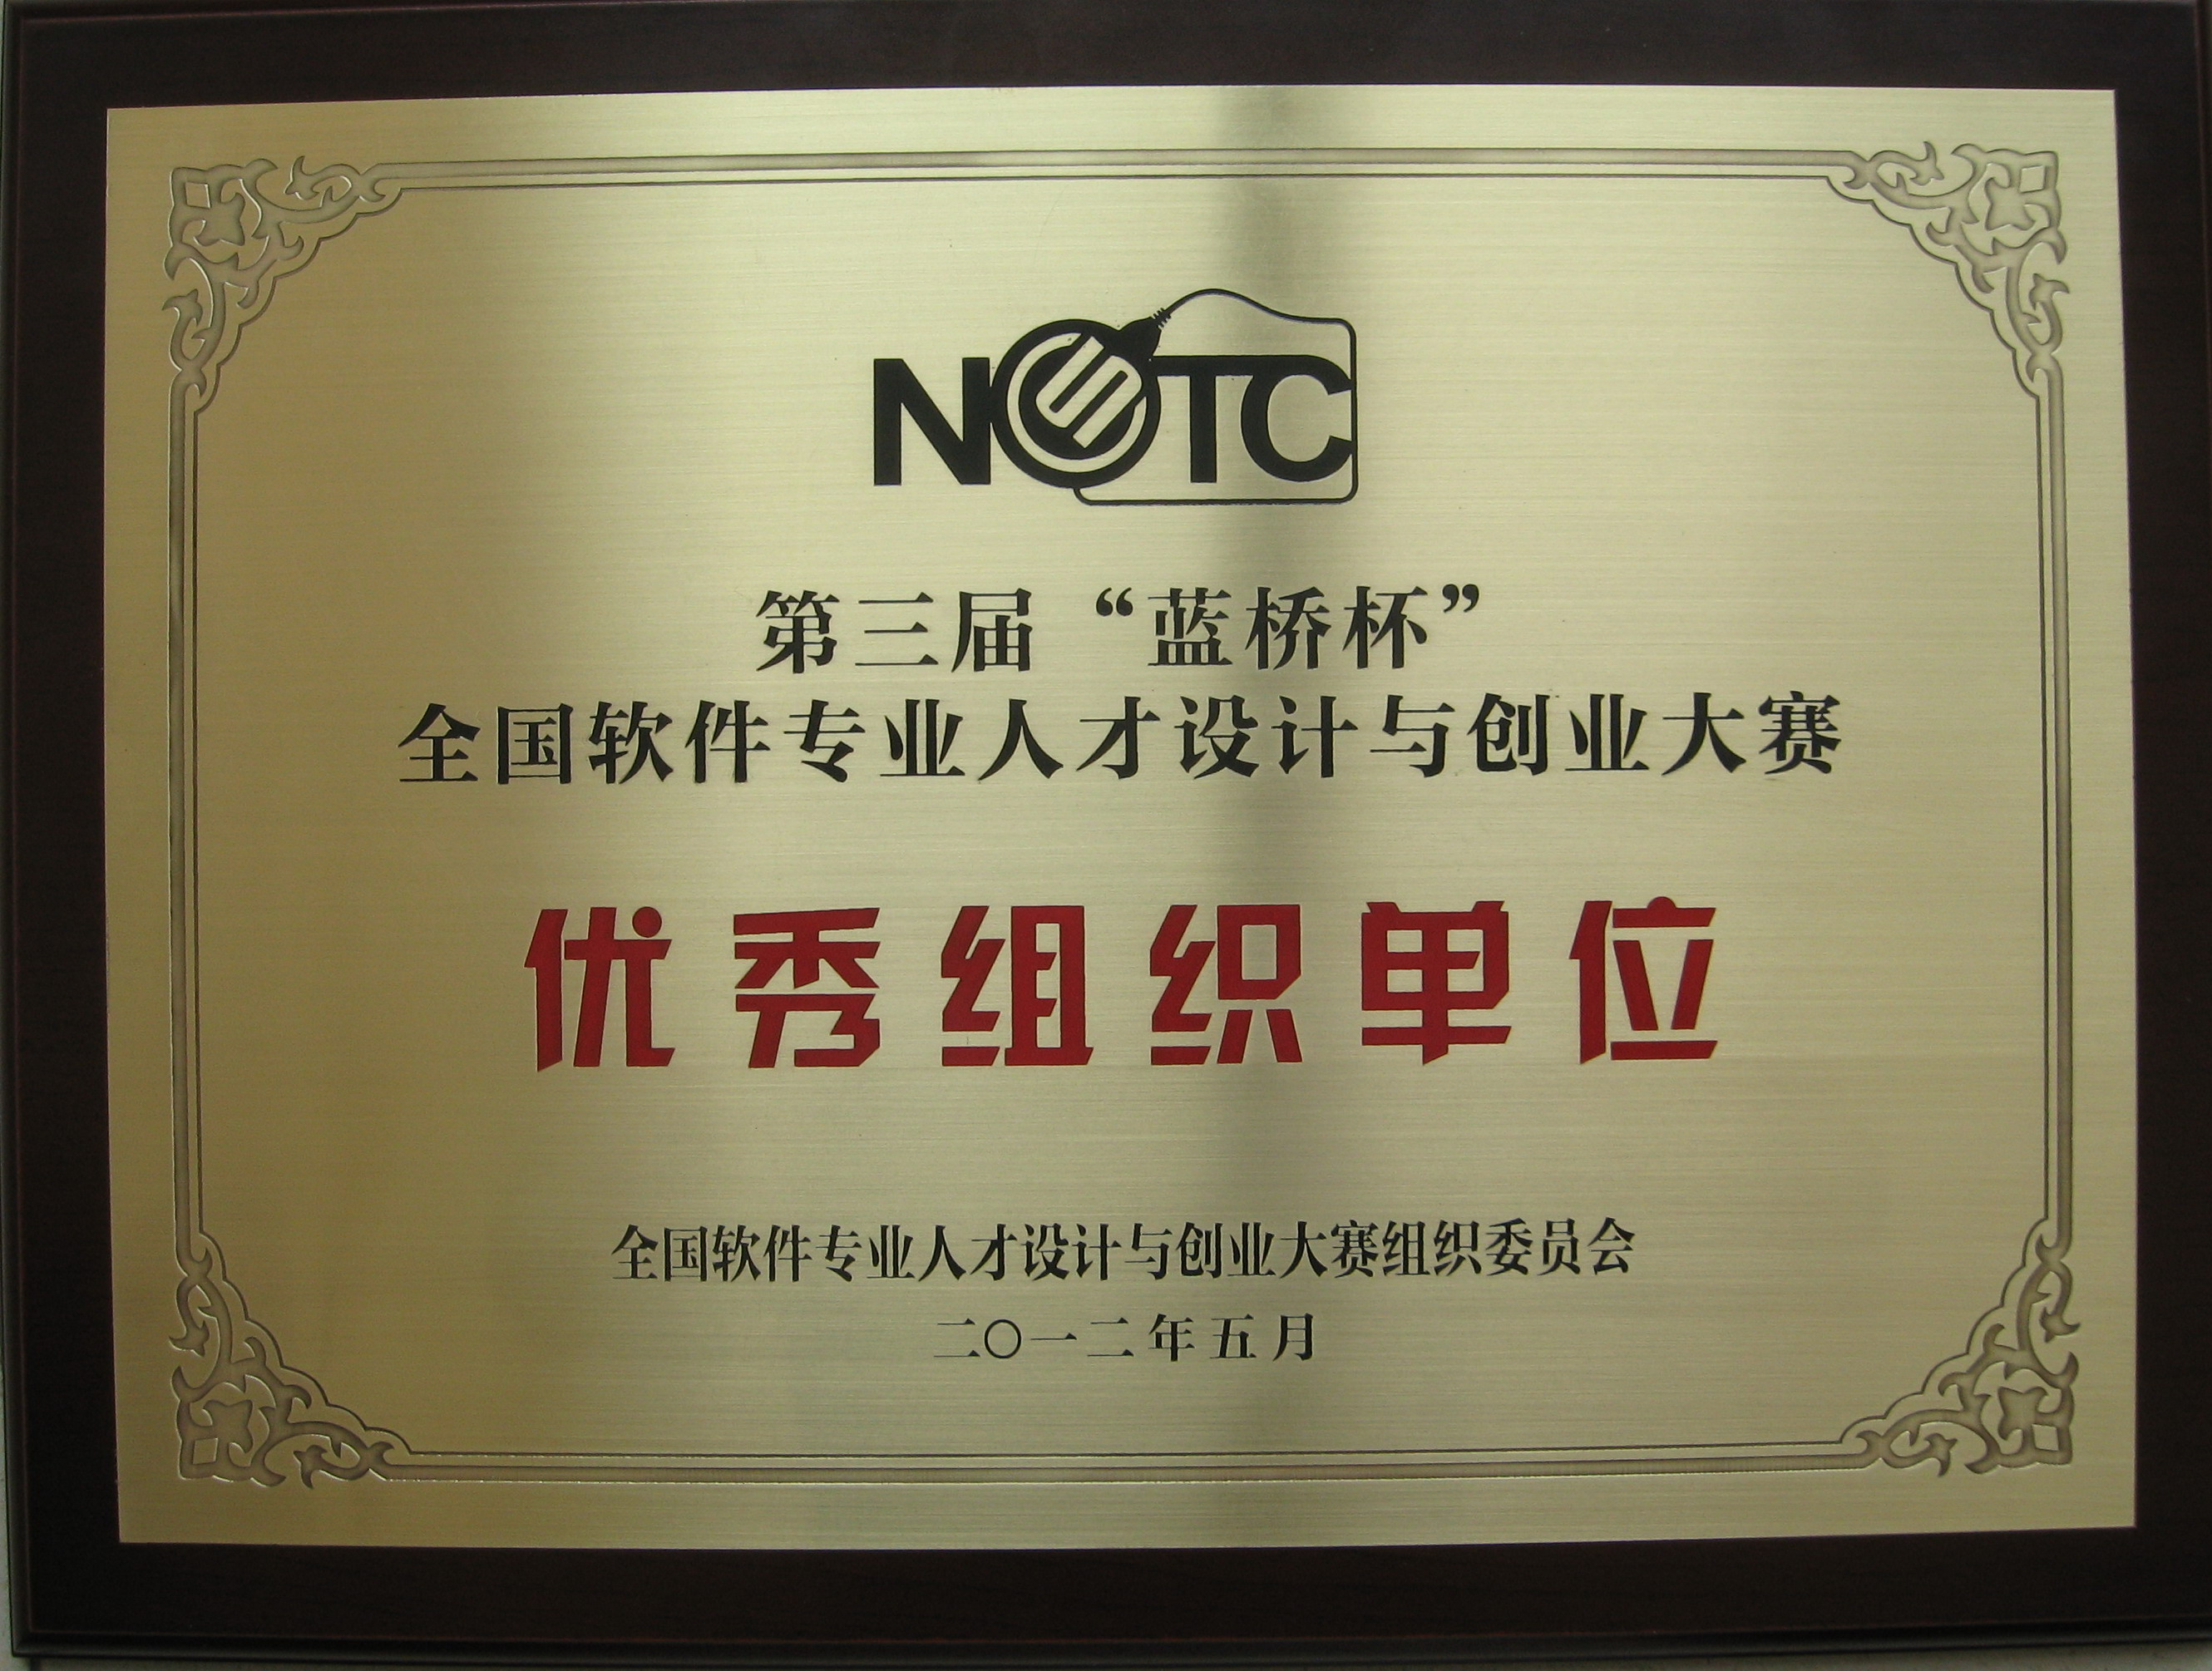 NSTC
第三届“蓝桥杯”
全国软件专业人才设计与创业大赛
优秀组织单位
全国软件专业人才设计与创业大赛组织委员会
二〇一二年五月